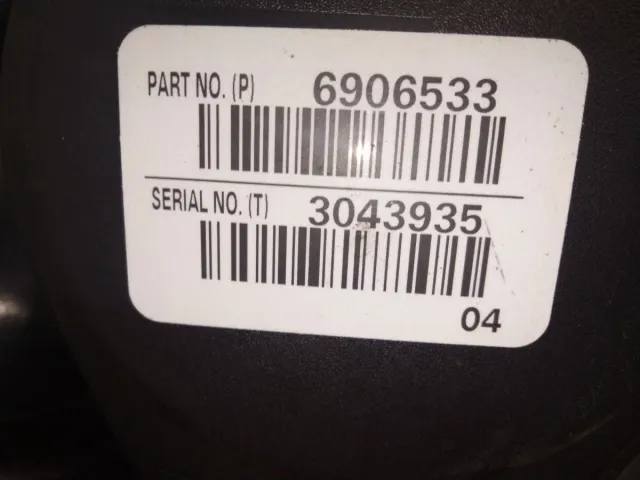 PART NO. (P) 6906533
SERIAL NO. (T) 3043935
04